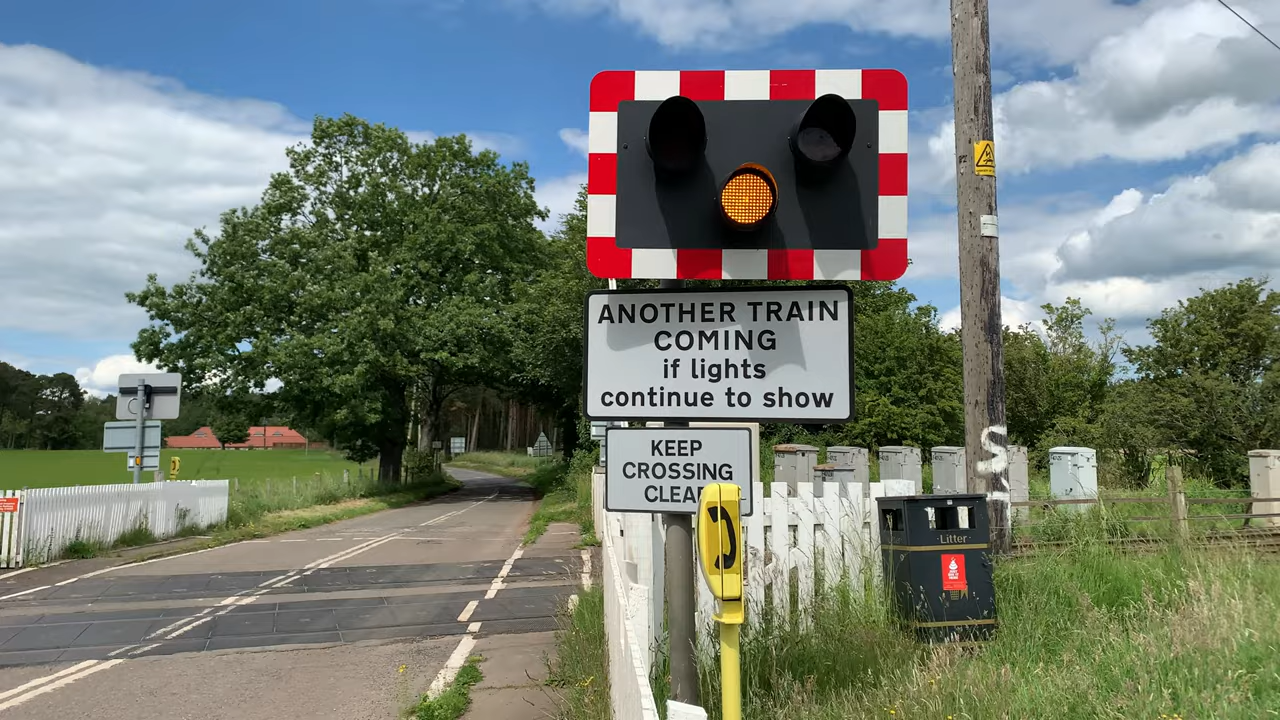 ANOTHER TRAIN
COMING
if lights
continue to show
KEEP
CROSSING
CLEAR
Litter